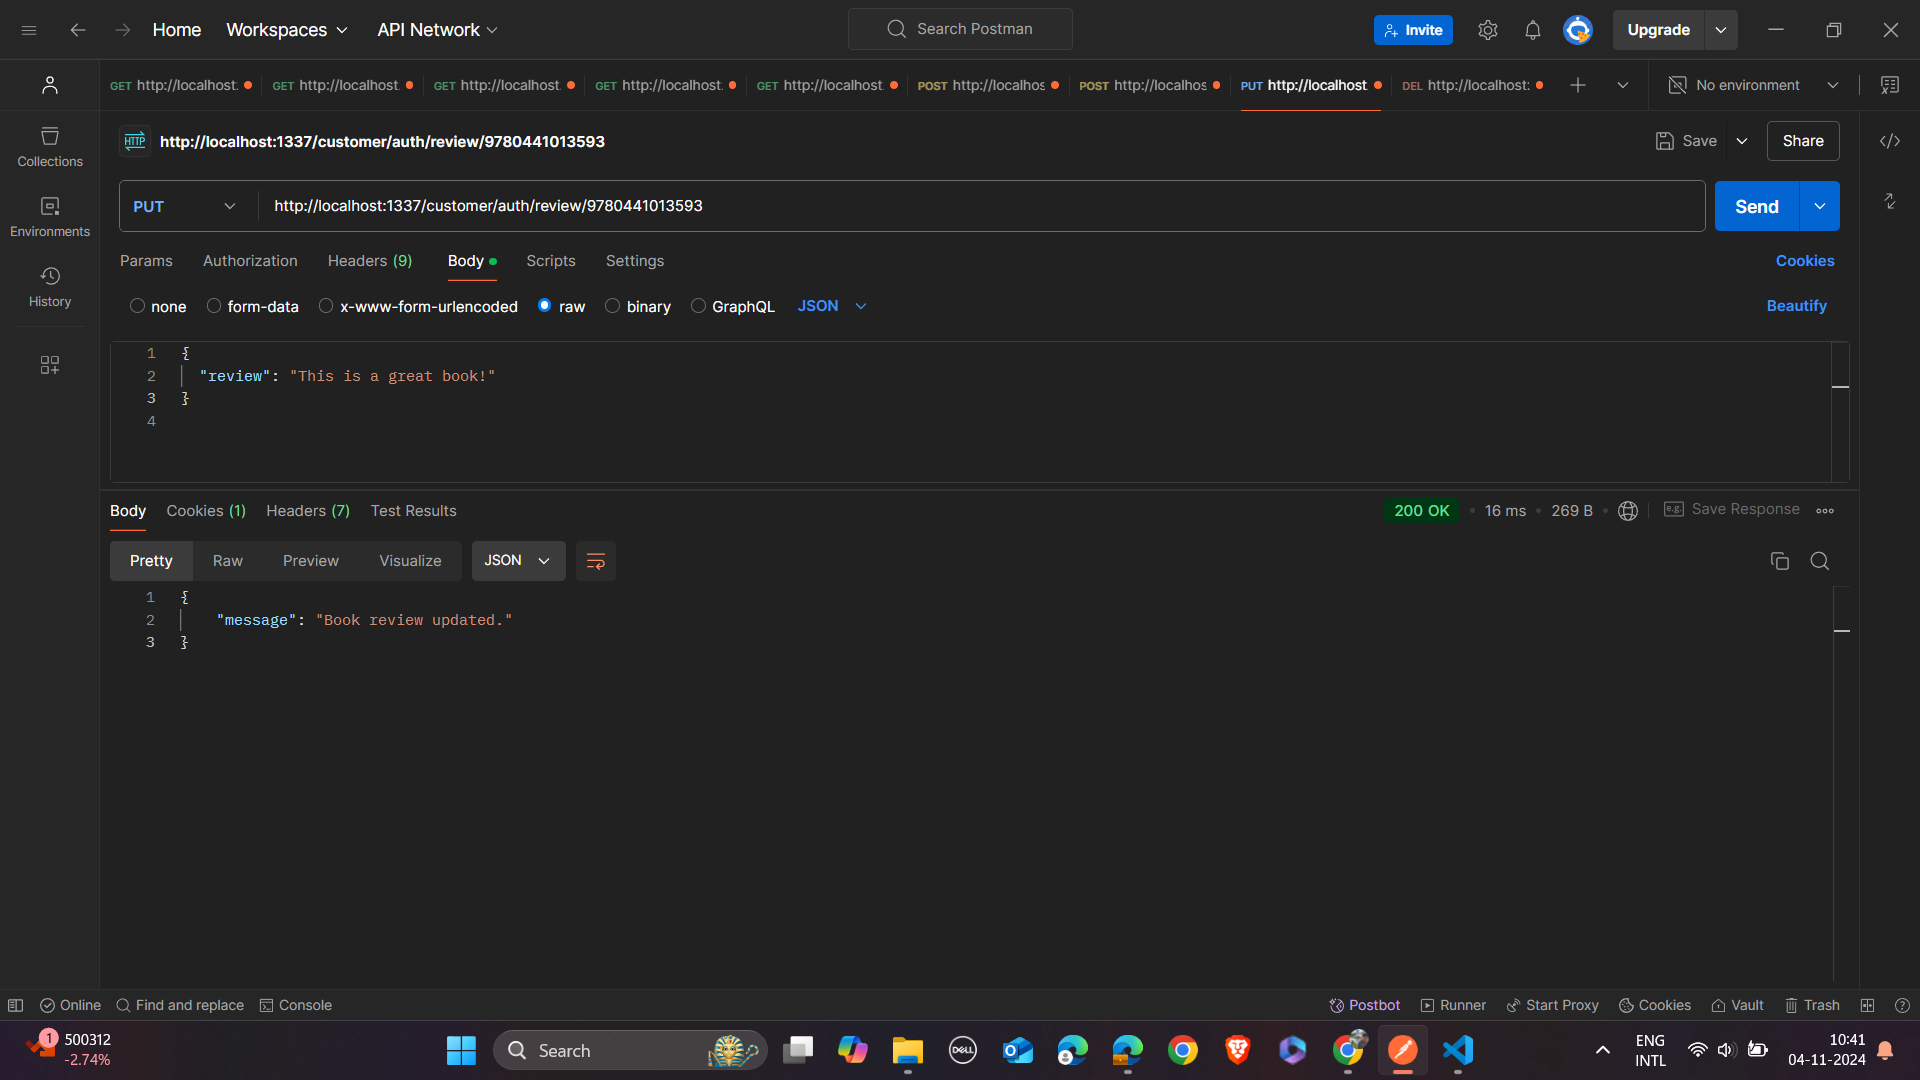 Home Workspaces API Network Search Postman Invite Upgrade
GET http://localhost. GET http://localhost. GET http://localhost. GET http://localhost. GET http://localhost. POST http://localhos POST http://localhos PUT http://localhost. DEL http://localhost: No environment
HTTP http://localhost:1337/customer/auth/review/9780441013593 Save Share
Collections
PUT http://localhost:1337/customer/auth/review/9780441013593 Send
Environments
Params Authorization Headers (9) Body Scripts Settings Cookies
History
none form-data x-www-form-urlencoded raw binary GraphQL JSON Beautify
1 {
2 "review": "This is a great book!"
3 }
4
Body Cookies (1) Headers (7) Test Results 200 OK 16 ms 269 B e.g. Save Response
Pretty Raw Preview Visualize JSON
1 {
2 "message": "Book review updated."
3 }
Online Find and replace Console Postbot Runner Start Proxy Cookies Vault Trash
1 500312
-2.74%
Search
DELL
ENG
INTL
10:41
04-11-2024